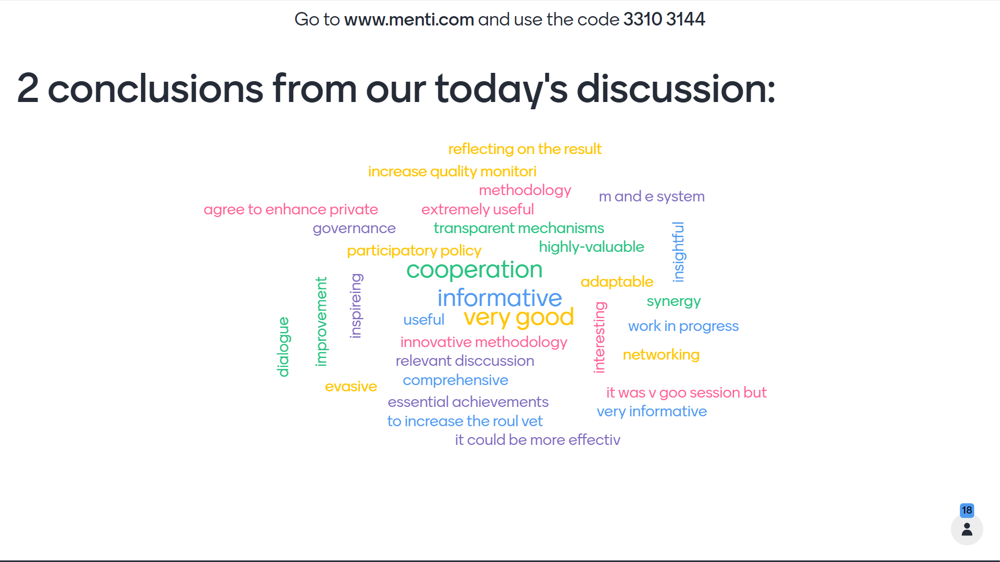 Go to www.menti.com and use the code 3310 3144
2 conclusions from our today's discussion:
reflecting on the result
increase quality monitori
methodology
m and e system
agree to enhance private
extremely useful
governance
transparent mechanisms
insightful
participatory policy
highly-valuable
cooperation
adaptable
informative
synergy
inspireing
improvement
dialogue
useful
very good
interesting
work in progress
innovative methodology
networking
relevant disccussion
comprehensive
evasive
it was v goo session but
essential achievements
very informative
to increase the roul vet
it could be more effectiv
18